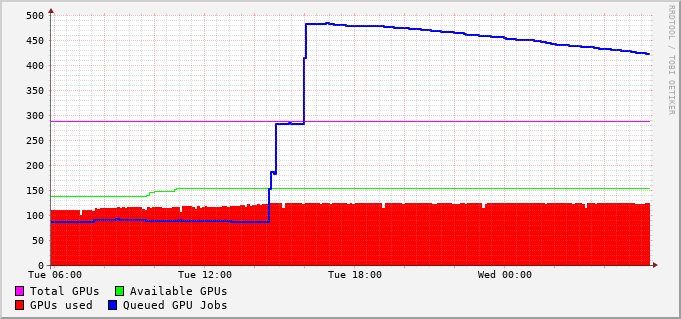 RRDTOOL / TOBI OETIKER
500
450
400
350
300
250
200
150
100
50
0
Tue 06:00 Tue 12:00 Tue 18:00 Wed 00:00
Total GPUs Available GPUs
GPUs used Queued GPU Jobs